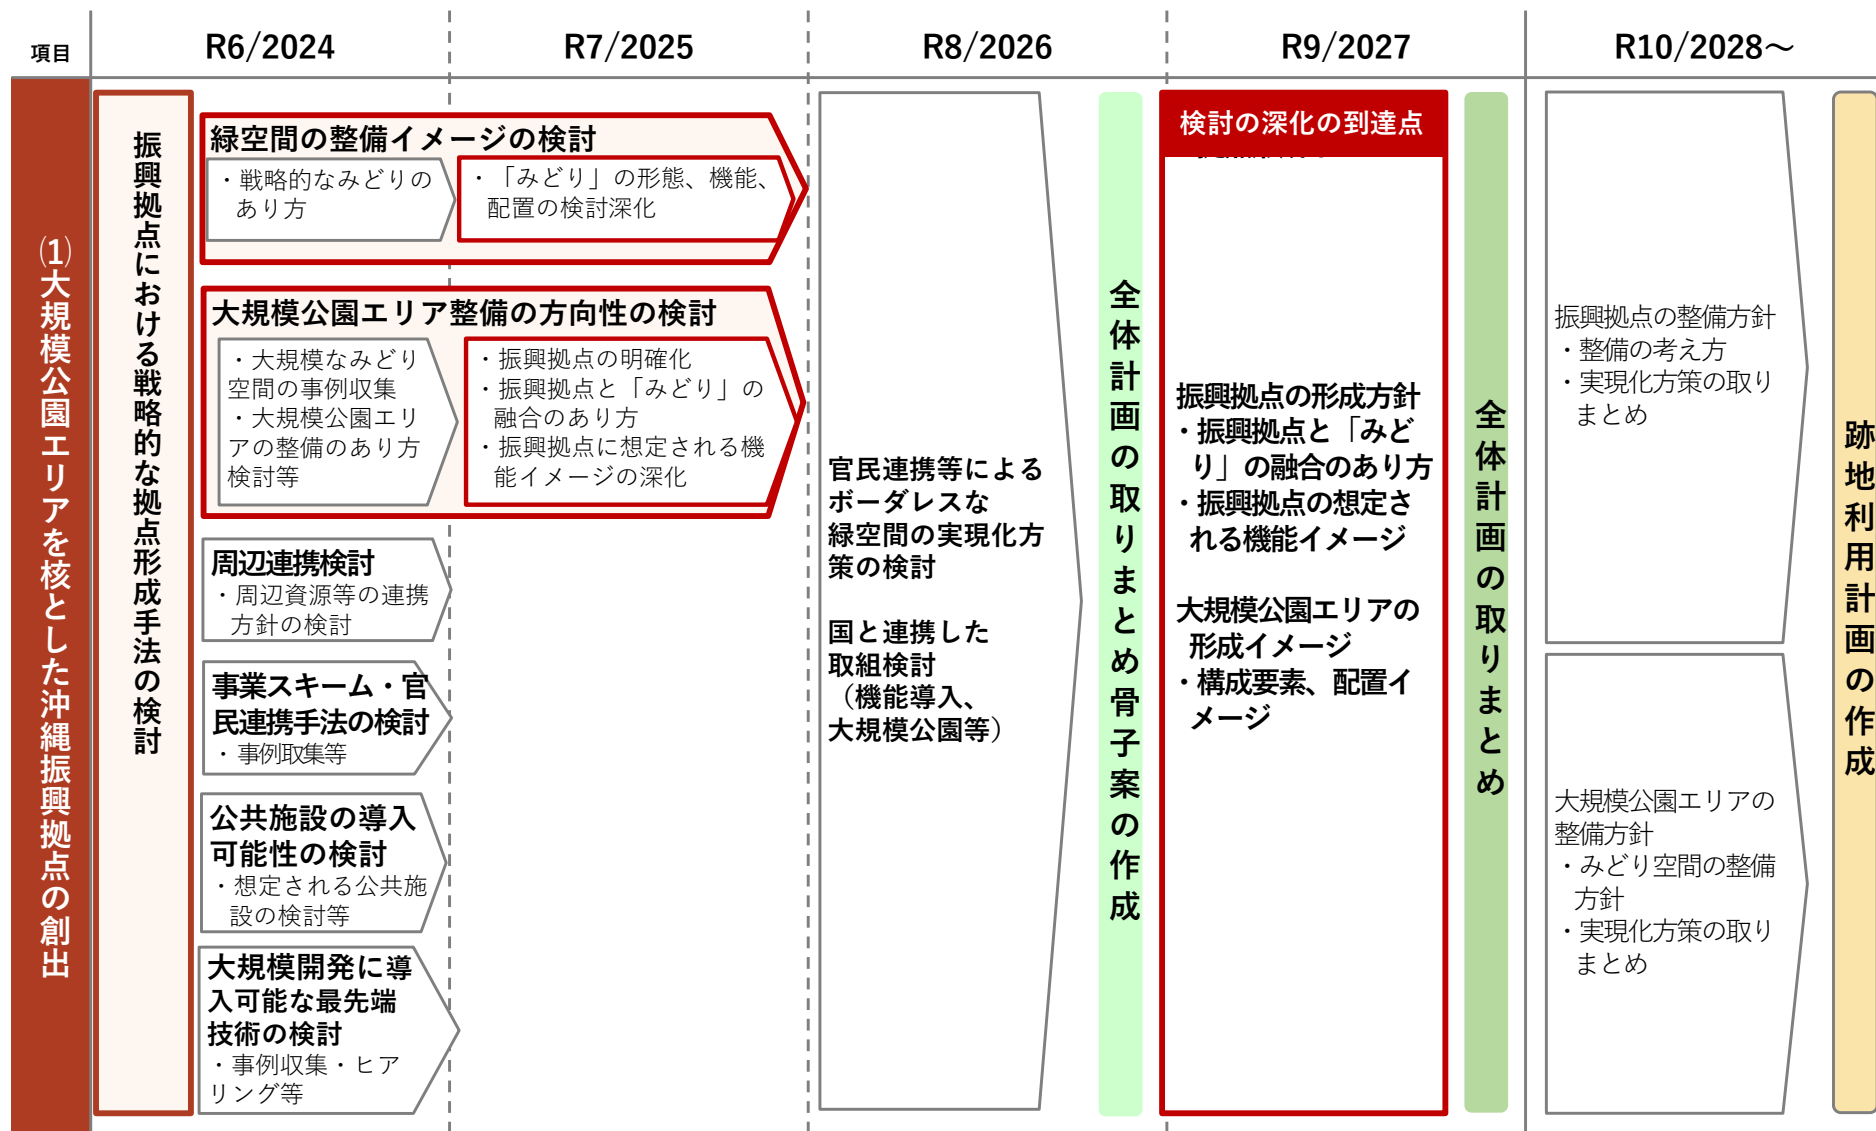 項目
R6/2024
R7/2025
R8/2026
R9/2027
R10/2028～
⑴大規模公園エリアを核とした沖縄振興拠点の創出
振興拠点における戦略的な拠点形成手法の検討
緑空間の整備イメージの検討
・戦略的なみどりの
あり方
・「みどり」の形態、機能、
配置の検討深化
大規模公園エリア整備の方向性の検討
・大規模なみどり
空間の事例収集
・大規模公園エリ
アの整備のあり方
検討等
・振興拠点の明確化
・振興拠点と「みどり」の
融合のあり方
・振興拠点に想定される機
能イメージの深化
周辺連携検討
・周辺資源等の連携
方針の検討
事業スキーム・官
民連携手法の検討
・事例取集等
公共施設の導入
可能性の検討
・想定される公共施
設の検討等
大規模開発に導
入可能な最先端
技術の検討
・事例収集・ヒア
リング等
官民連携等による
ボーダレスな
緑空間の実現化方
策の検討
国と連携した
取組検討
（機能導入、
大規模公園等）
全体計画の取りまとめ骨子案の作成
検討の深化の到達点
振興拠点の形成方針
・振興拠点と「みど
り」の融合のあり方
・振興拠点の想定さ
れる機能イメージ
大規模公園エリアの
形成イメージ
・構成要素、配置イ
メージ
全体計画の取りまとめ
振興拠点の整備方針
・整備の考え方
・実現化方策の取り
まとめ
大規模公園エリアの
整備方針
・みどり空間の整備
方針
・実現化方策の取り
まとめ
跡地利用計画の作成